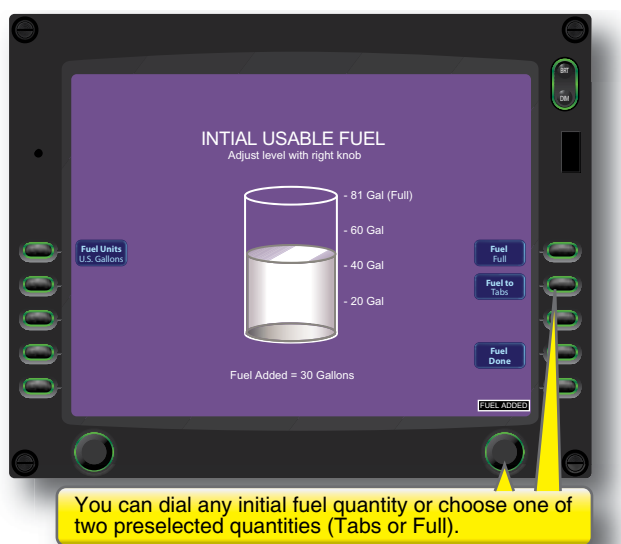 BRT
DIM
INTIAL USABLE FUEL
Adjust level with right knob
- 81 Gal (Full)
- 60 Gal
- 40 Gal
- 20 Gal
Fuel Units
U.S. Gallons
Fuel
Full
Fuel to
Tabs
Fuel
Done
Fuel Added = 30 Gallons
FUEL ADDED
You can dial any initial fuel quantity or choose one of
two preselected quantities (Tabs or Full).